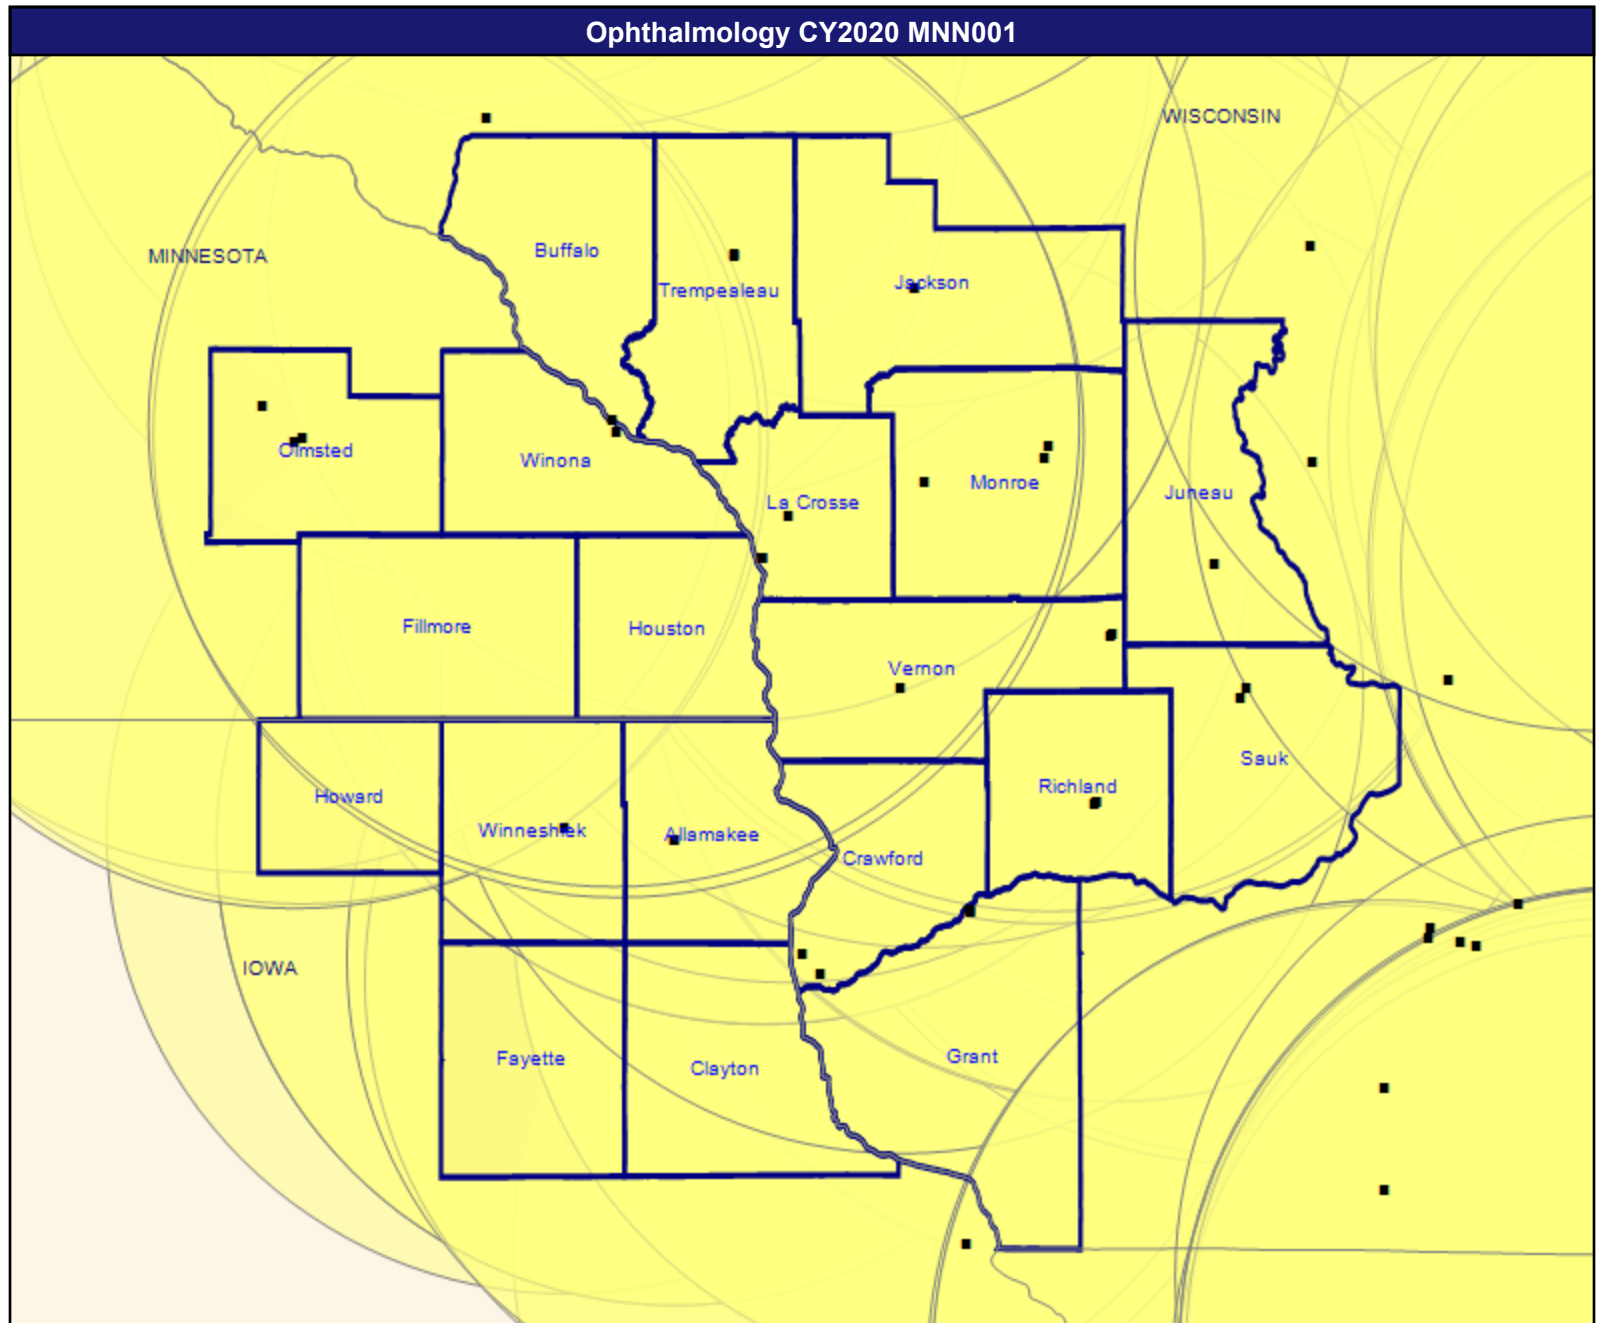 Ophthalmology CY2020 MNN001
WISCONSIN
MINNESOTA
Buffalo
Trempealeau
Jackson
Olmsted
Winona
La Crosse
Monroe
Juneau
Fillmore
Houston
Vernon
Sauk
Richland
Howard
Winneshiek
Allamakee
Crawford
IOWA
Fayette
Clayton
Grant